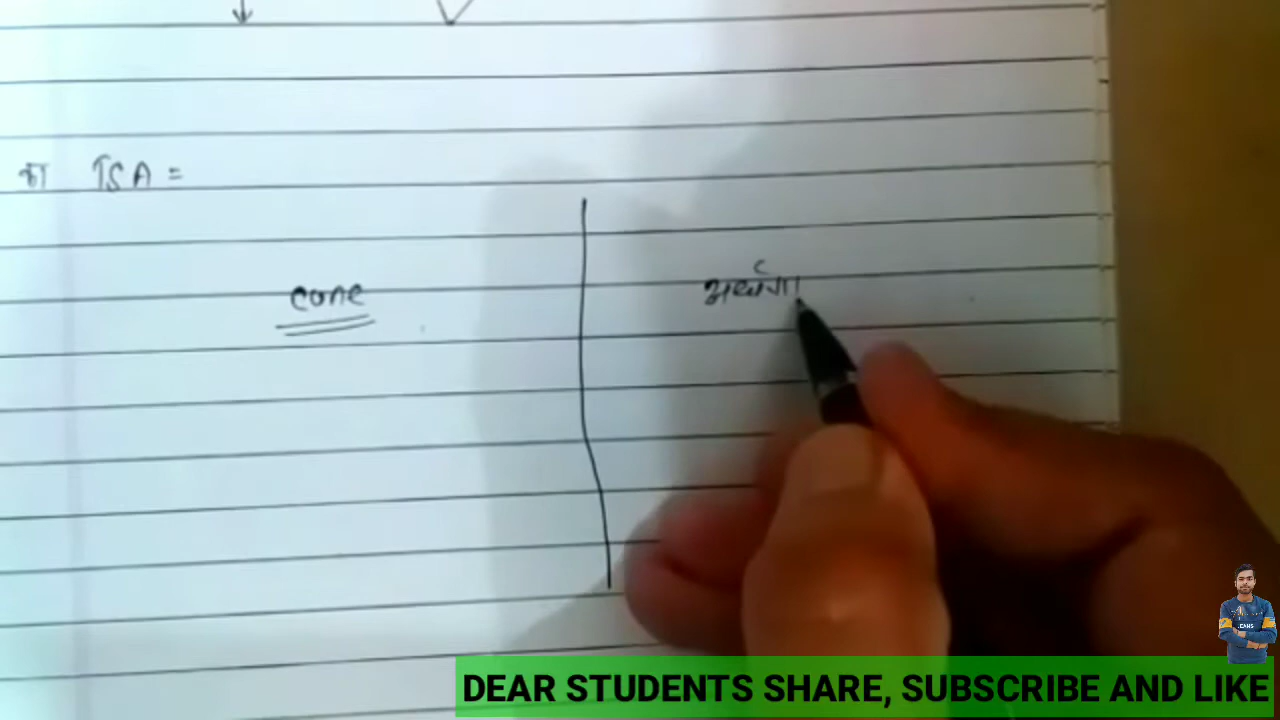 का TSA =
cone
अर्धगो
DEAR STUDENTS SHARE, SUBSCRIBE AND LIKE